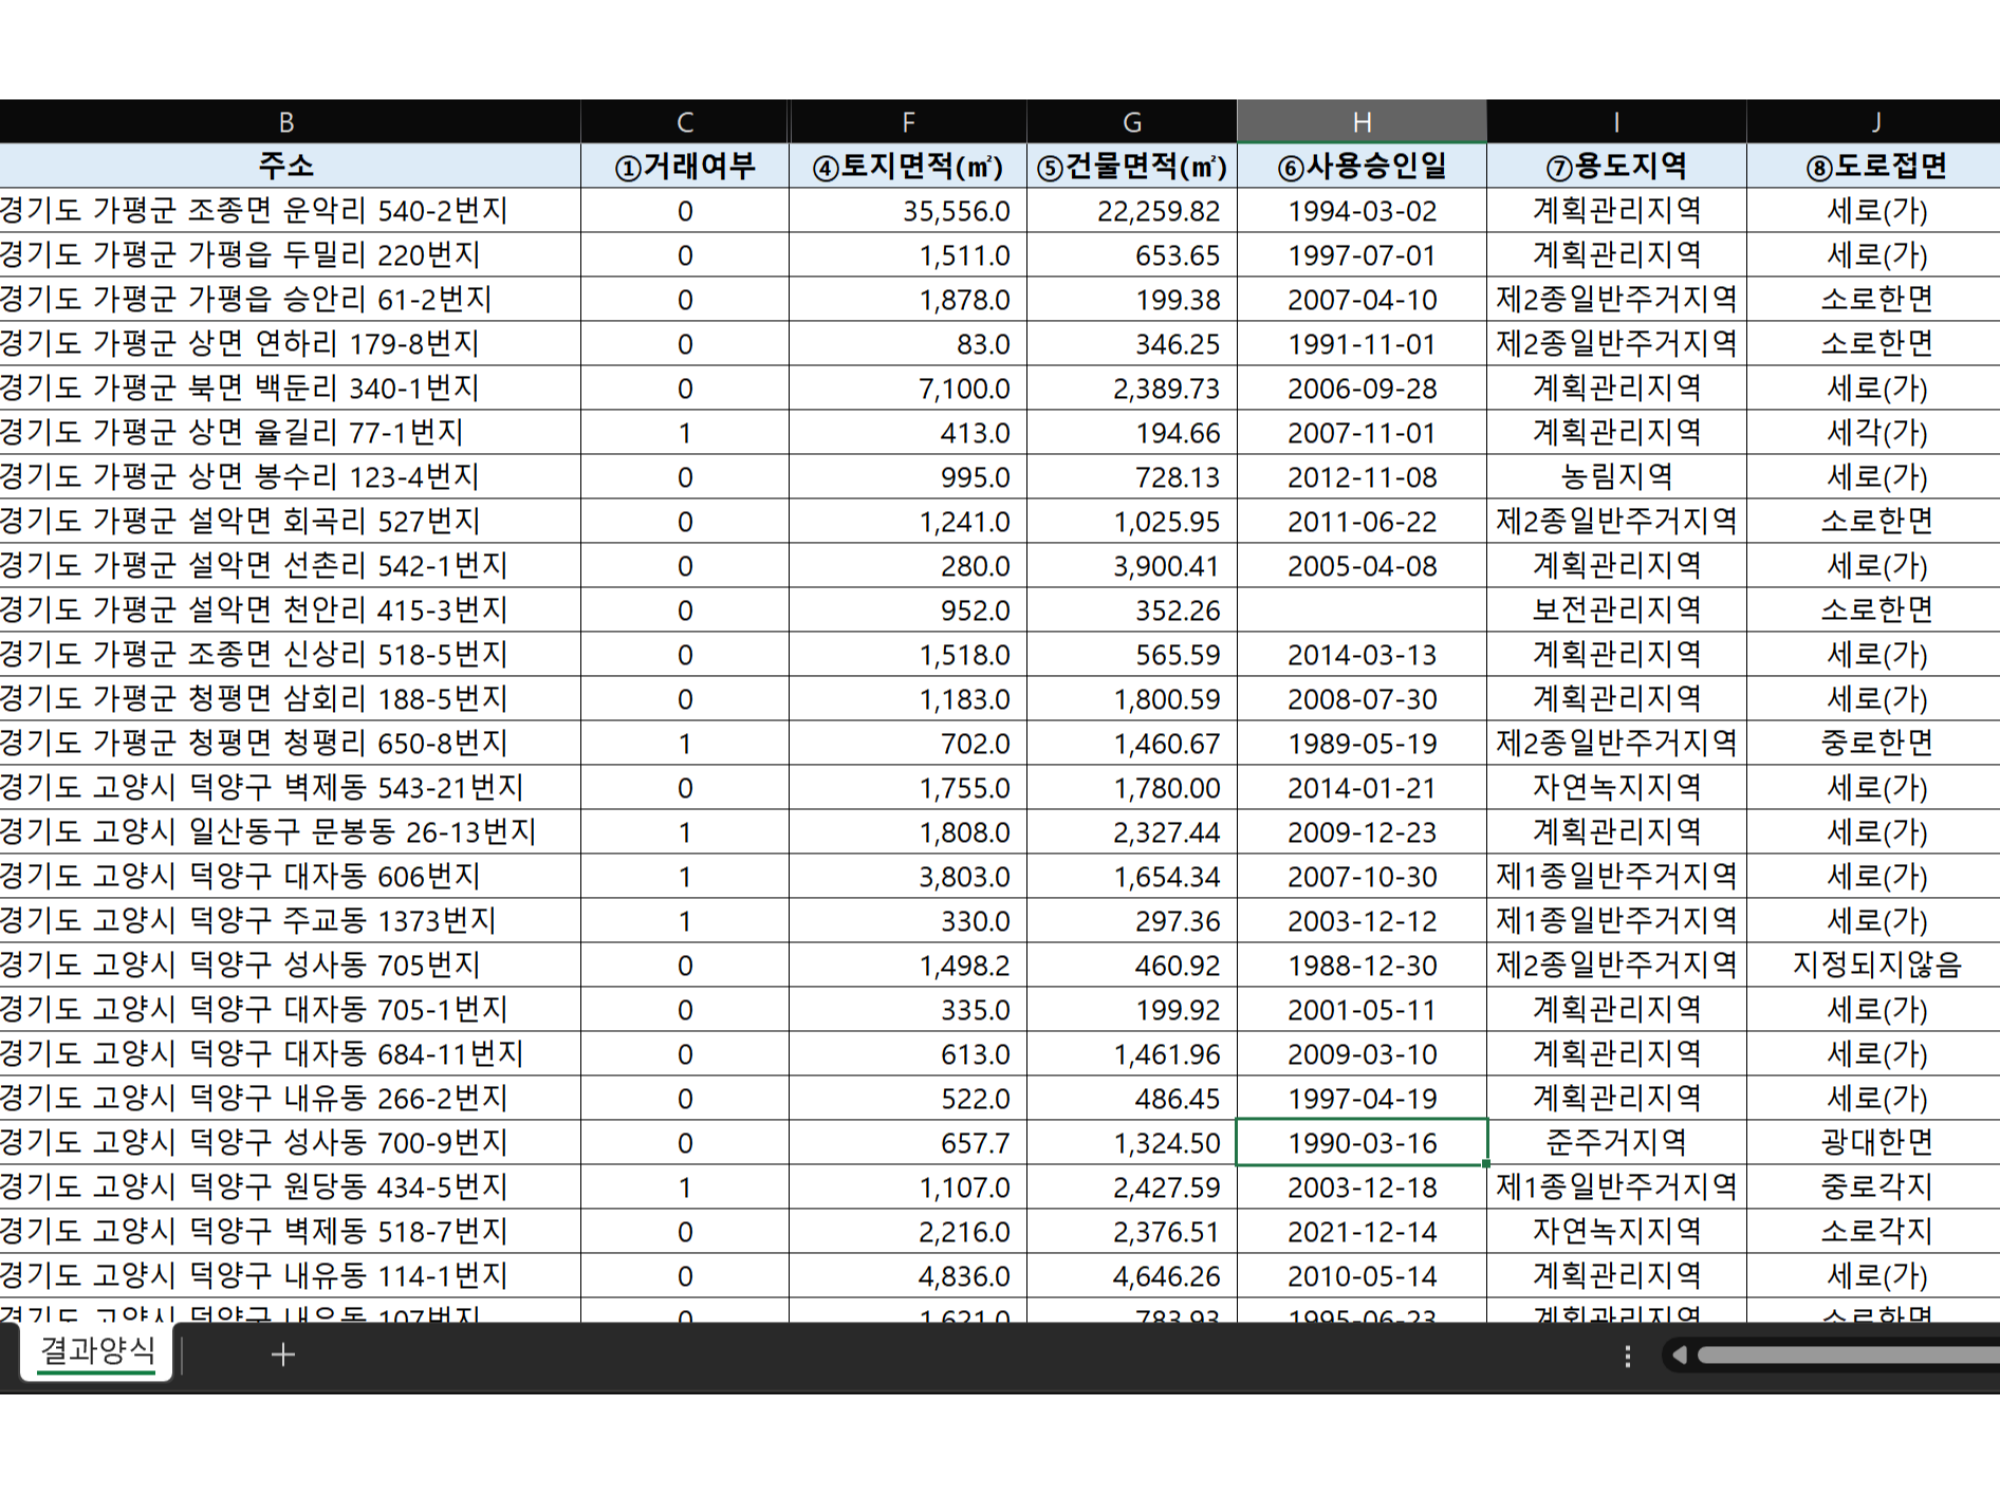 B C F G H I J
주소 ①거래여부 ④토지면적(㎡) ⑤건물면적(㎡) ⑥사용승인일 ⑦용도지역 ⑧도로접면
경기도 가평군 조종면 운악리 540-2번지 0 35,556.0 22,259.82 1994-03-02 계획관리지역 세로(가)
경기도 가평군 가평읍 두밀리 220번지 0 1,511.0 653.65 1997-07-01 계획관리지역 세로(가)
경기도 가평군 가평읍 승안리 61-2번지 0 1,878.0 199.38 2007-04-10 제2종일반주거지역 소로한면
경기도 가평군 상면 연하리 179-8번지 0 83.0 346.25 1991-11-01 제2종일반주거지역 소로한면
경기도 가평군 북면 백둔리 340-1번지 0 7,100.0 2,389.73 2006-09-28 계획관리지역 세로(가)
경기도 가평군 상면 율길리 77-1번지 1 413.0 194.66 2007-11-01 계획관리지역 세각(가)
경기도 가평군 상면 봉수리 123-4번지 0 995.0 728.13 2012-11-08 농림지역 세로(가)
경기도 가평군 설악면 회곡리 527번지 0 1,241.0 1,025.95 2011-06-22 제2종일반주거지역 소로한면
경기도 가평군 설악면 선촌리 542-1번지 0 280.0 3,900.41 2005-04-08 계획관리지역 세로(가)
경기도 가평군 설악면 천안리 415-3번지 0 952.0 352.26 보전관리지역 소로한면
경기도 가평군 조종면 신상리 518-5번지 0 1,518.0 565.59 2014-03-13 계획관리지역 세로(가)
경기도 가평군 청평면 삼회리 188-5번지 0 1,183.0 1,800.59 2008-07-30 계획관리지역 세로(가)
경기도 가평군 청평면 청평리 650-8번지 1 702.0 1,460.67 1989-05-19 제2종일반주거지역 중로한면
경기도 고양시 덕양구 벽제동 543-21번지 0 1,755.0 1,780.00 2014-01-21 자연녹지지역 세로(가)
경기도 고양시 일산동구 문봉동 26-13번지 1 1,808.0 2,327.44 2009-12-23 계획관리지역 세로(가)
경기도 고양시 덕양구 대자동 606번지 1 3,803.0 1,654.34 2007-10-30 제1종일반주거지역 세로(가)
경기도 고양시 덕양구 주교동 1373번지 1 330.0 297.36 2003-12-12 제1종일반주거지역 세로(가)
경기도 고양시 덕양구 성사동 705번지 0 1,498.2 460.92 1988-12-30 제2종일반주거지역 지정되지않음
경기도 고양시 덕양구 대자동 705-1번지 0 335.0 199.92 2001-05-11 계획관리지역 세로(가)
경기도 고양시 덕양구 대자동 684-11번지 0 613.0 1,461.96 2009-03-10 계획관리지역 세로(가)
경기도 고양시 덕양구 내유동 266-2번지 0 522.0 486.45 1997-04-19 계획관리지역 세로(가)
경기도 고양시 덕양구 성사동 700-9번지 0 657.7 1,324.50 1990-03-16 준주거지역 광대한면
경기도 고양시 덕양구 원당동 434-5번지 1 1,107.0 2,427.59 2003-12-18 제1종일반주거지역 중로각지
경기도 고양시 덕양구 벽제동 518-7번지 0 2,216.0 2,376.51 2021-12-14 자연녹지지역 소로각지
경기도 고양시 덕양구 내유동 114-1번지 0 4,836.0 4,646.26 2010-05-14 계획관리지역 세로(가)
경기도 고양시 덕양구 내유동 107번지 0 1,621.0 783.93 1995-06-23 계획관리지역 소로한면
결과양식